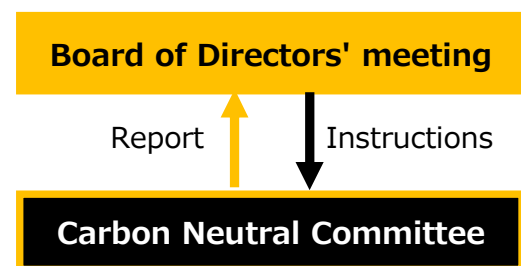 Board of Directors' meeting
Report
Instructions
Carbon Neutral Committee